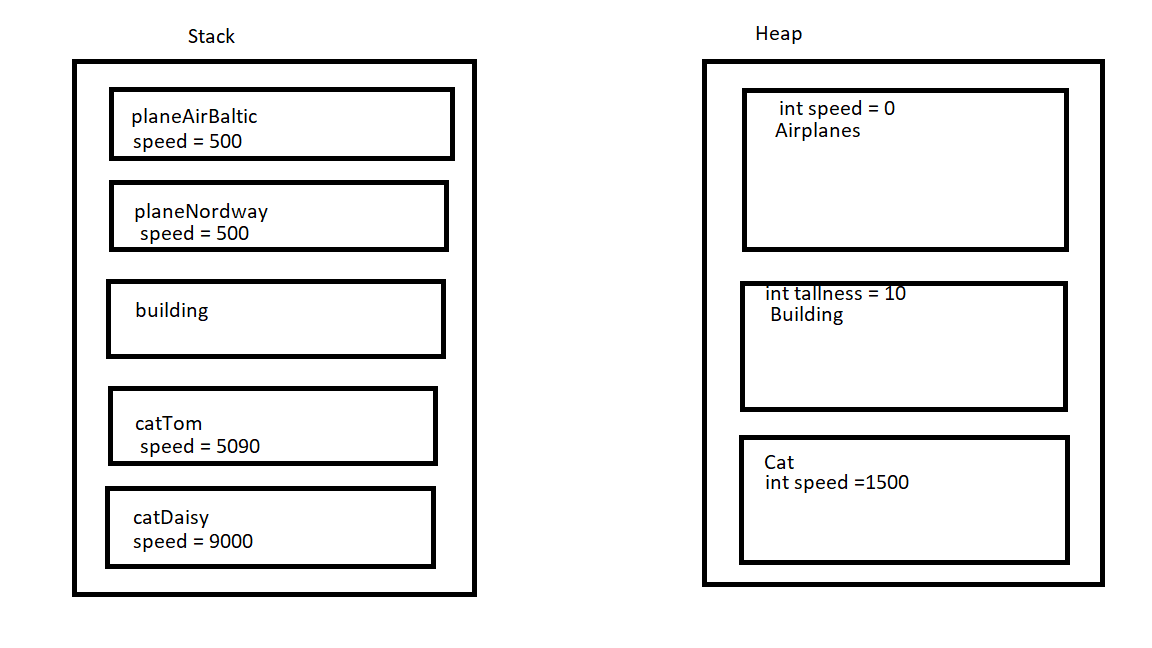 Stack
planeAirBaltic
speed = 500
planeNordway
speed = 500
building
catTom
speed = 5090
catDaisy
speed = 9000
Heap
int speed = 0
Airplanes
int tallness = 10
Building
Cat
int speed =1500